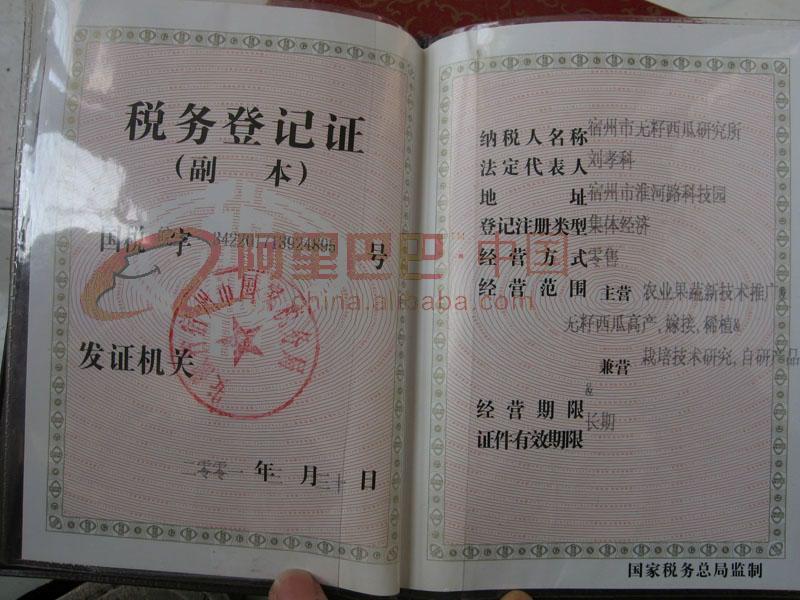 税务登记证
（副 本）
国税 皖字 342201713924895 号
阿里巴巴·中国
china.alibaba.com
发证机关
二零零一 年 三 月 三十 日
纳税人名称 宿州市无籽西瓜研究所
法定代表人 刘孝科
地 址 宿州市淮河路科技园
登记注册类型 集体经济
经营方式 零售
经营范围 主营 农业果蔬新技术推广&
无籽西瓜高产,嫁接,稀植&
兼营 栽培技术研究,自研产品
&
经营期限 长期
证件有效期限
国家税务总局监制